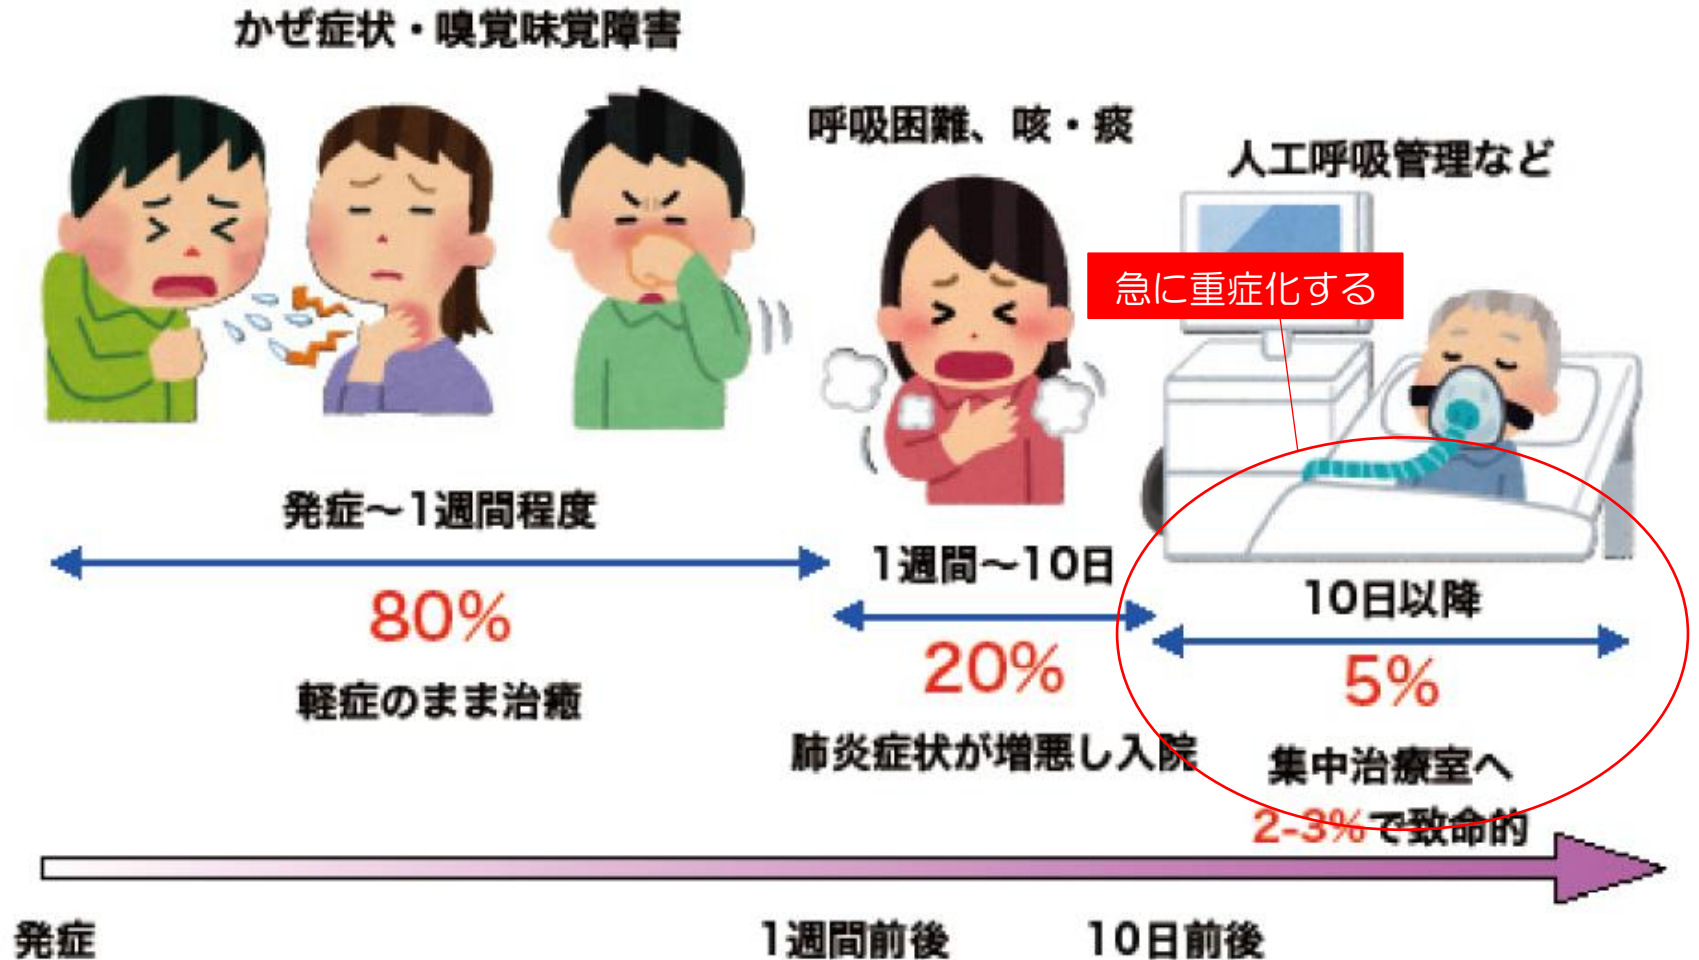 かぜ症状・嗅覚味覚障害
呼吸困難、咳・痰
人工呼吸管理など
急に重症化する
発症～1週間程度
80%
軽症のまま治癒
1週間～10日
20%
肺炎症状が増悪し入院
10日以降
5%
集中治療室へ
2-3%で致命的
発症
1週間前後
10日前後